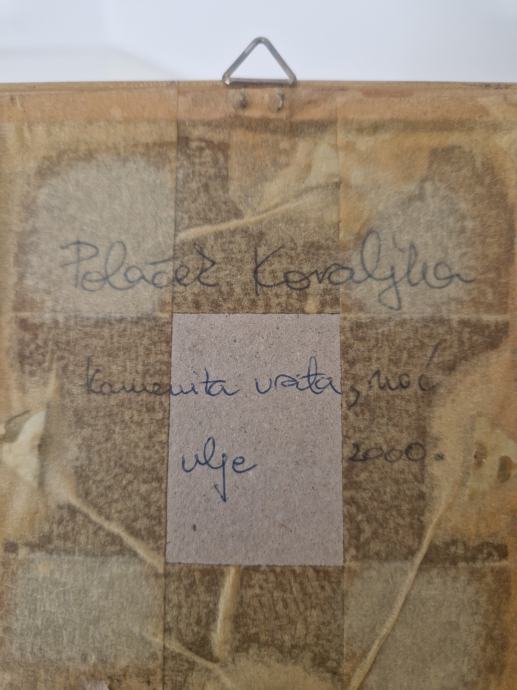 Polaček Koraljka
Kamenita vrata, noć
ulje 2000.